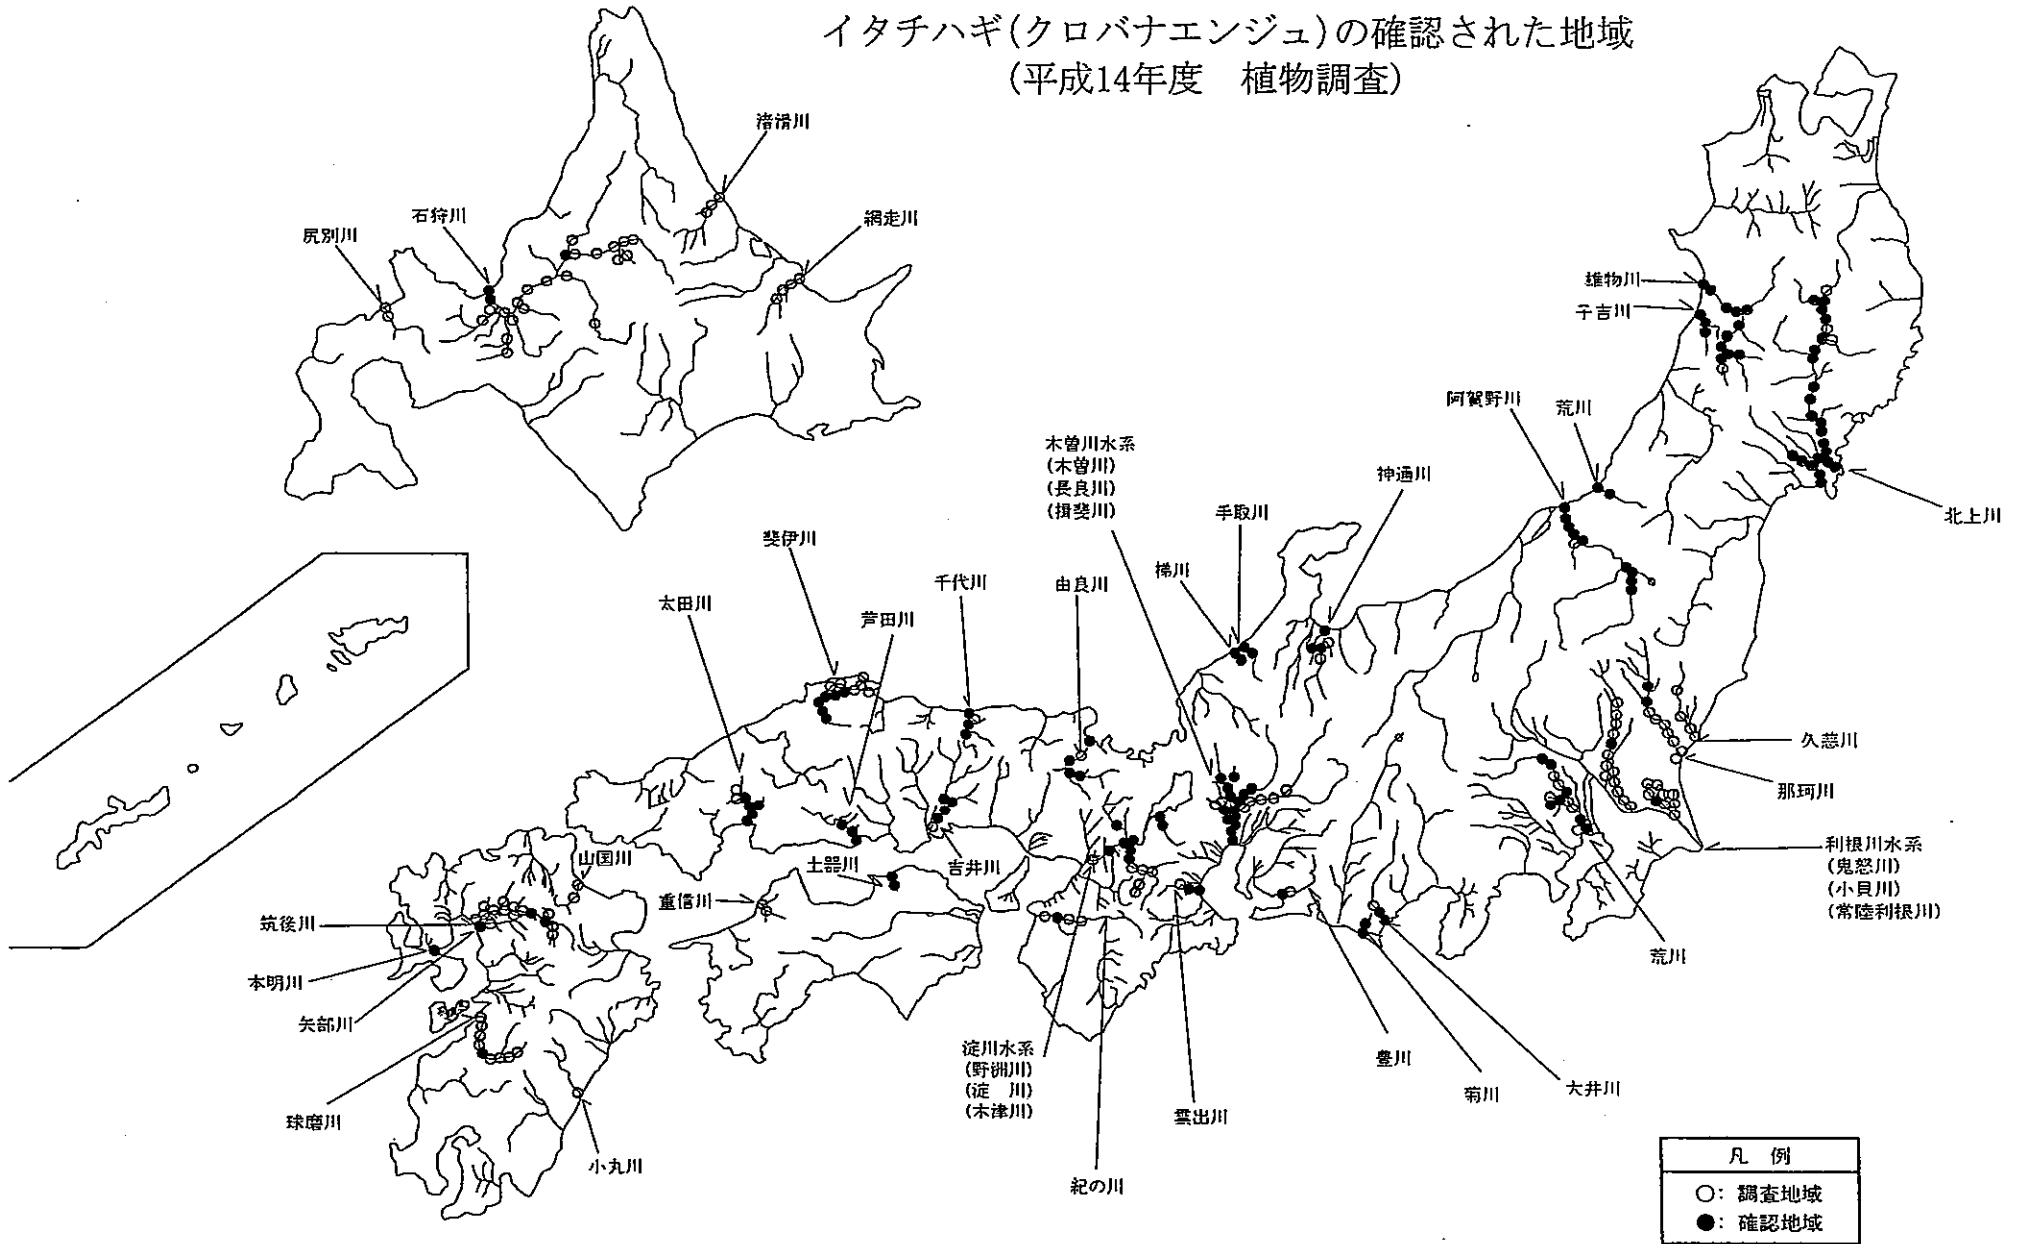 イタチハギ(クロバナエンジュ)の確認された地域
(平成14年度 植物調査)
渚滑川
石狩川
網走川
尻別川
雄物川
子吉川
阿賀野川
荒川
木曽川水系
(木曽川)
(長良川)
(揖斐川)
神通川
手取川
梯川
北上川
斐伊川
千代川
由良川
太田川
芦田川
久慈川
那珂川
利根川水系
(鬼怒川)
(小貝川)
(常陸利根川)
荒川
山国川
土器川
吉井川
重信川
筑後川
本明川
矢部川
球磨川
小丸川
淀川水系
(野洲川)
(淀 川)
(木津川)
紀の川
雲出川
豊川
菊川
大井川
凡 例
○: 調査地域
●: 確認地域